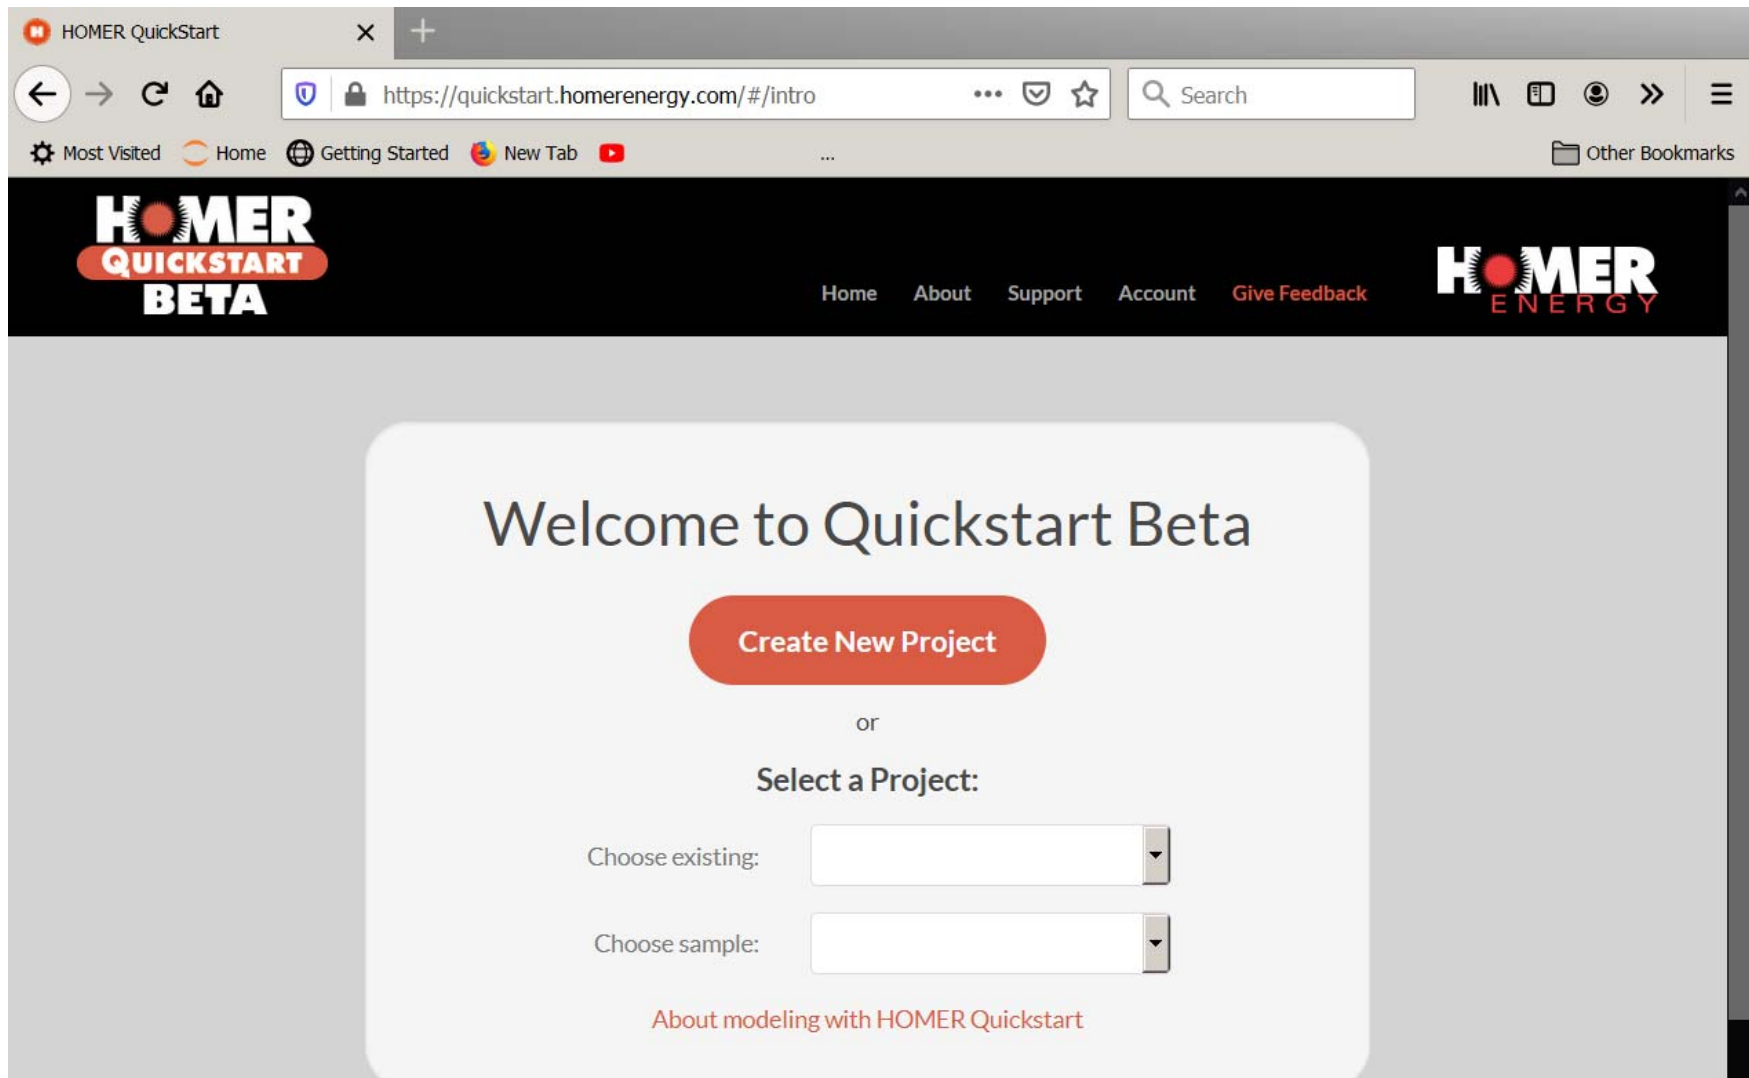 HOMER QuickStart
https://quickstart.homerenergy.com/#/intro
Search
Most Visited Home Getting Started New Tab ... Other Bookmarks
HOMER
QUICKSTART
BETA
Home About Support Account Give Feedback
HOMER
ENERGY
Welcome to Quickstart Beta
Create New Project
or
Select a Project:
Choose existing:
Choose sample:
About modeling with HOMER Quickstart